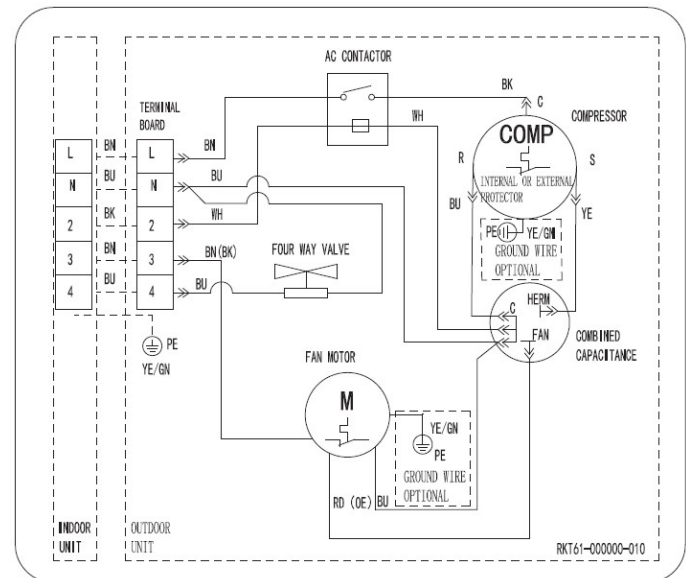 AC CONTACTOR
BK
C
COMPRESSOR
TERMINAL
BOARD
WH
COMP
L
BN
L
BN
R
S
N
BU
N
BU
INTERNAL OR EXTERNAL
PROTECTOR
BU
YE
2
BK
2
WH
PE
YE/GN
GROUND WIRE
OPTIONAL
3
BN
3
BN(BK)
FOUR WAY VALVE
4
BU
4
BU
HERM
C
FAN
COMBINED
CAPACITANCE
PE
YE/GN
FAN MOTOR
M
YE/GN
PE
GROUND WIRE
OPTIONAL
RD (OE)
BU
INDOOR
UNIT
OUTDOOR
UNIT
RKT61-000000-010